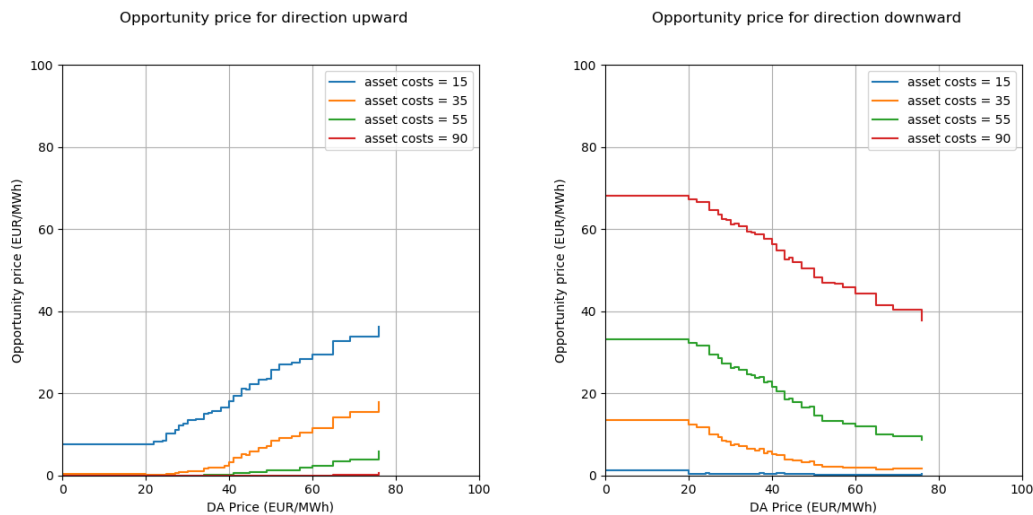 Opportunity price for direction upward
100
80
60
40
20
0
Opportunity price (EUR/MWh)
asset costs = 15
asset costs = 35
asset costs = 55
asset costs = 90
0 20 40 60 80 100
DA Price (EUR/MWh)
Opportunity price for direction downward
100
80
60
40
20
0
Opportunity price (EUR/MWh)
asset costs = 15
asset costs = 35
asset costs = 55
asset costs = 90
0 20 40 60 80 100
DA Price (EUR/MWh)